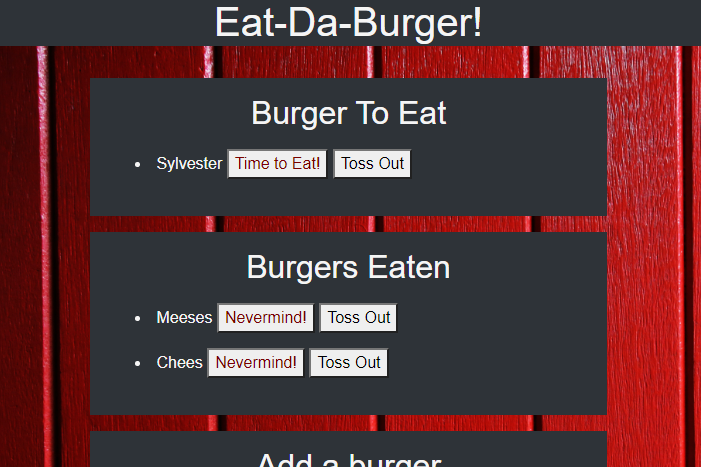 Eat-Da-Burger!
Burger To Eat
Sylvester Time to Eat! Toss Out
Burgers Eaten
Meeses Nevermind! Toss Out
Chees Nevermind! Toss Out
Add a burger